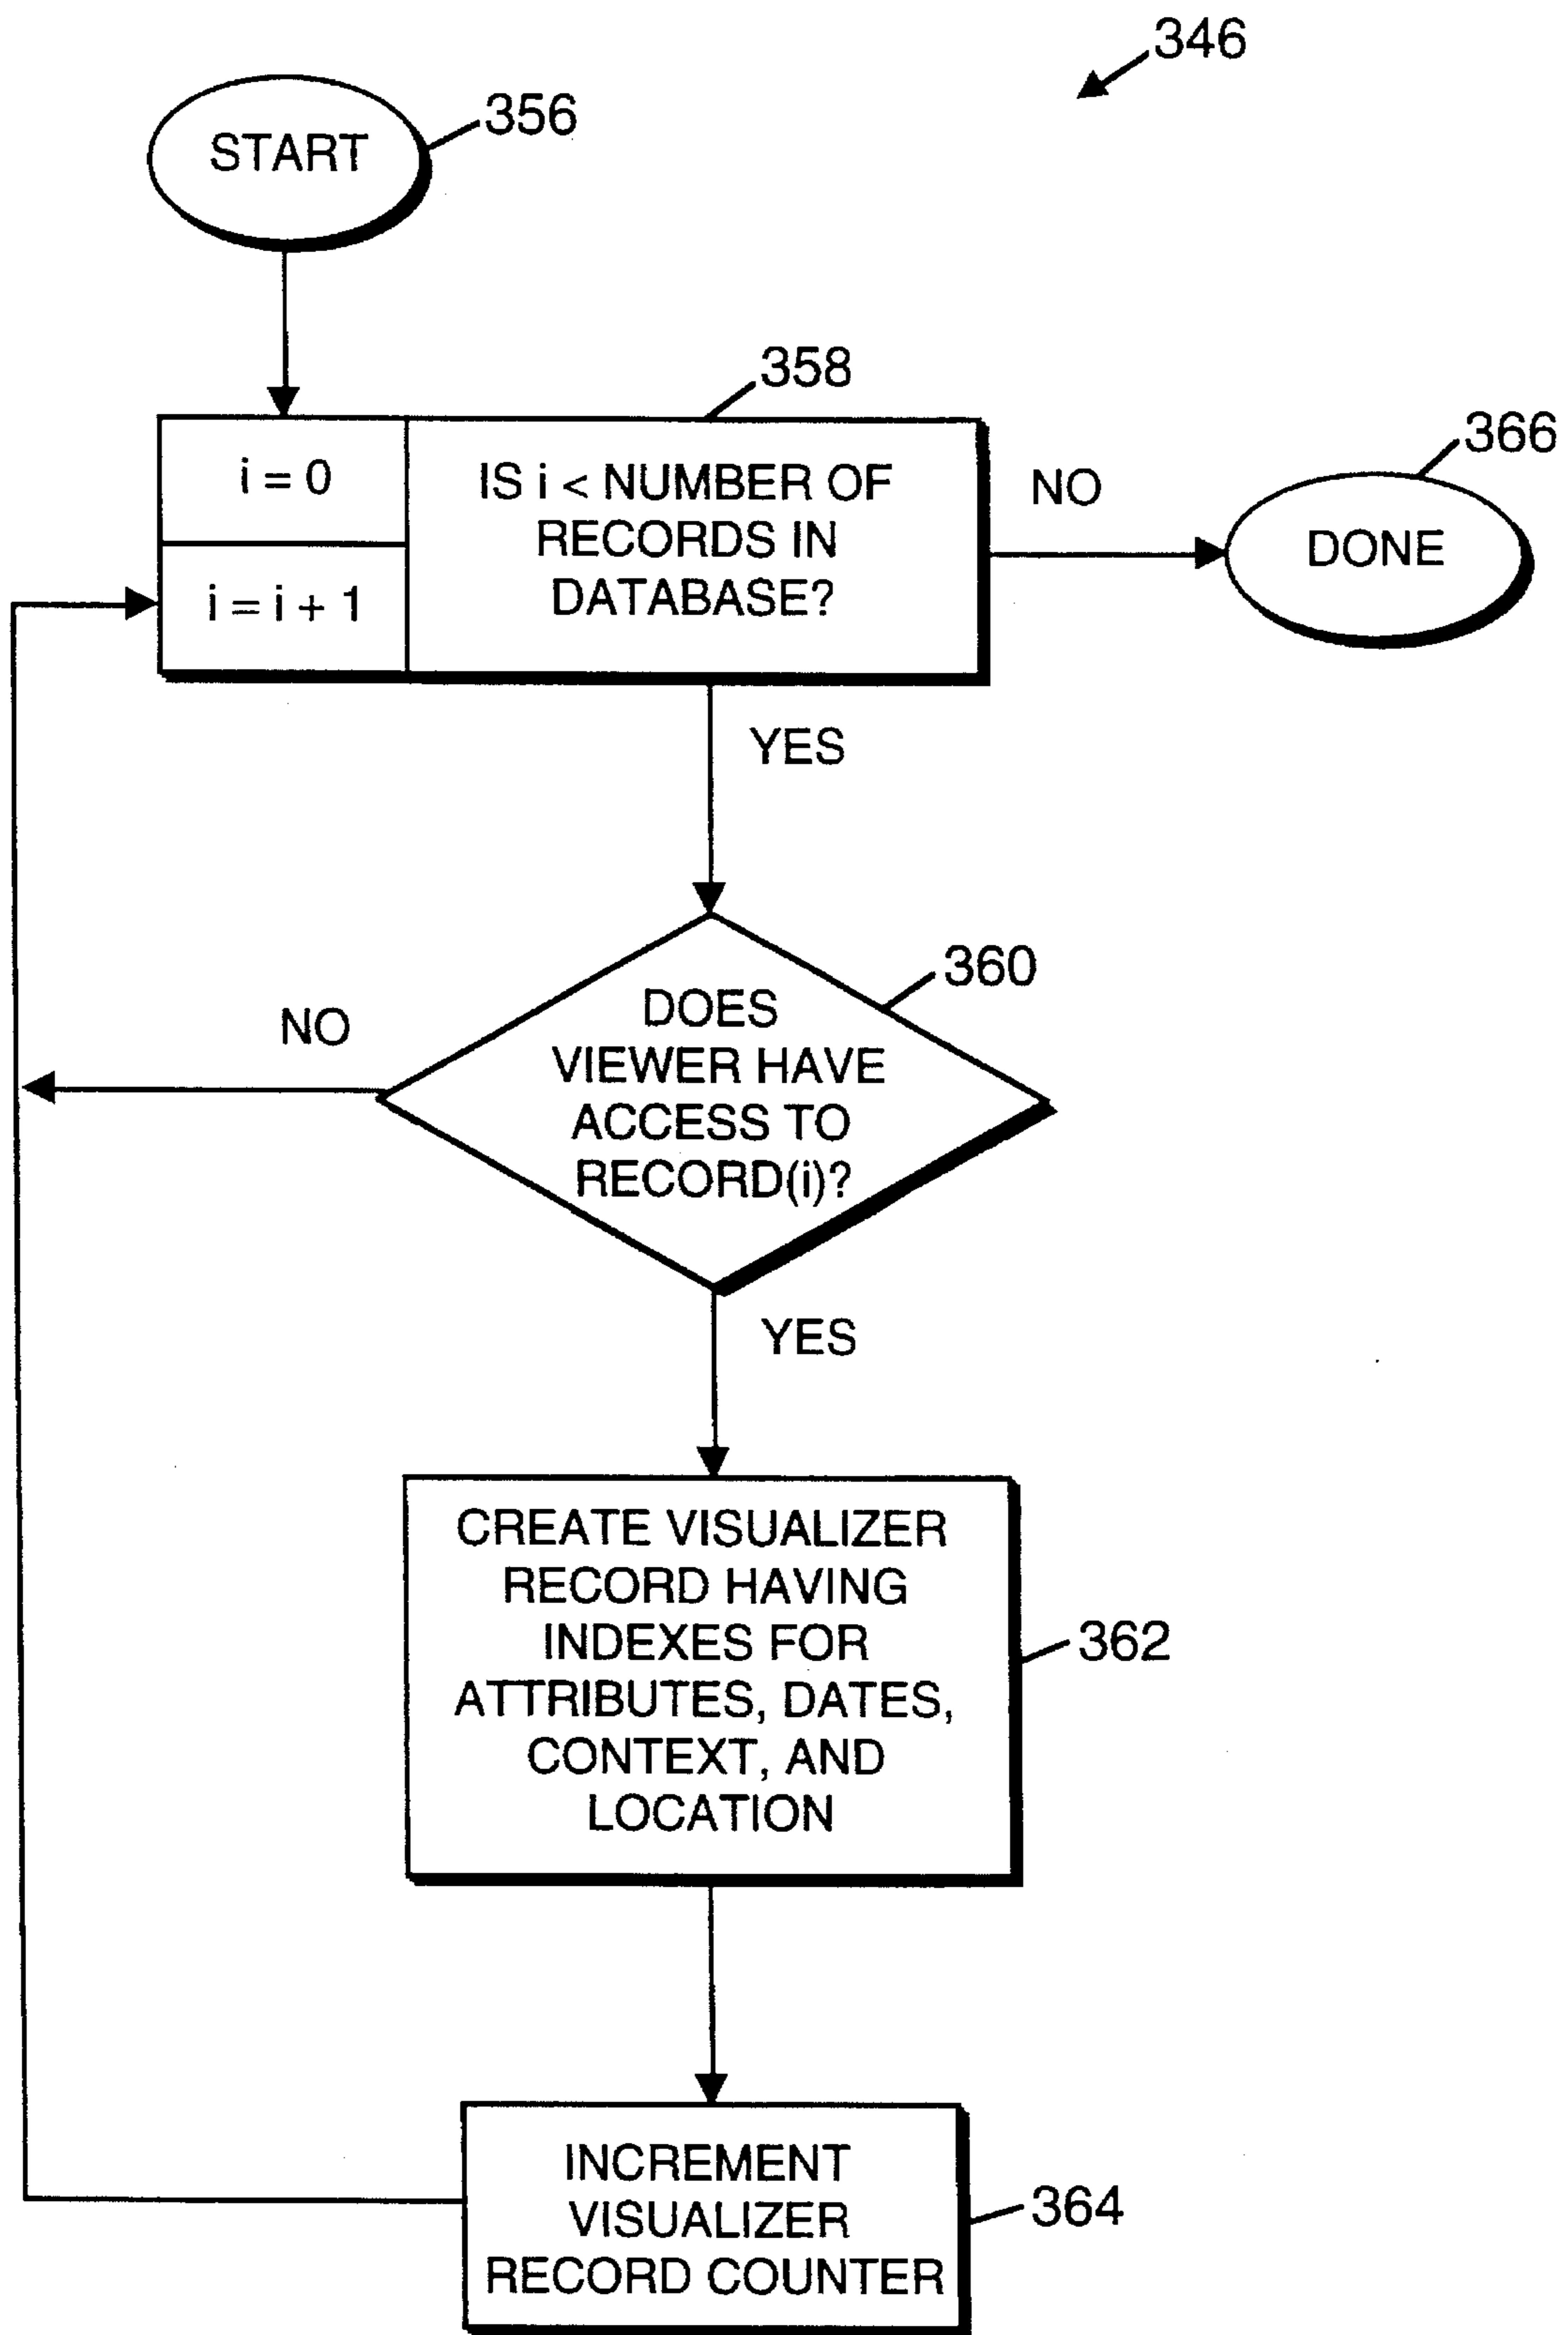 346
START
356
358
i = 0
i = i + 1
IS i < NUMBER OF
RECORDS IN
DATABASE?
NO
366
DONE
YES
360
DOES
VIEWER HAVE
ACCESS TO
RECORD(i)?
NO
YES
CREATE VISUALIZER
RECORD HAVING
INDEXES FOR
ATTRIBUTES, DATES,
CONTEXT, AND
LOCATION
362
INCREMENT
VISUALIZER
RECORD COUNTER
364